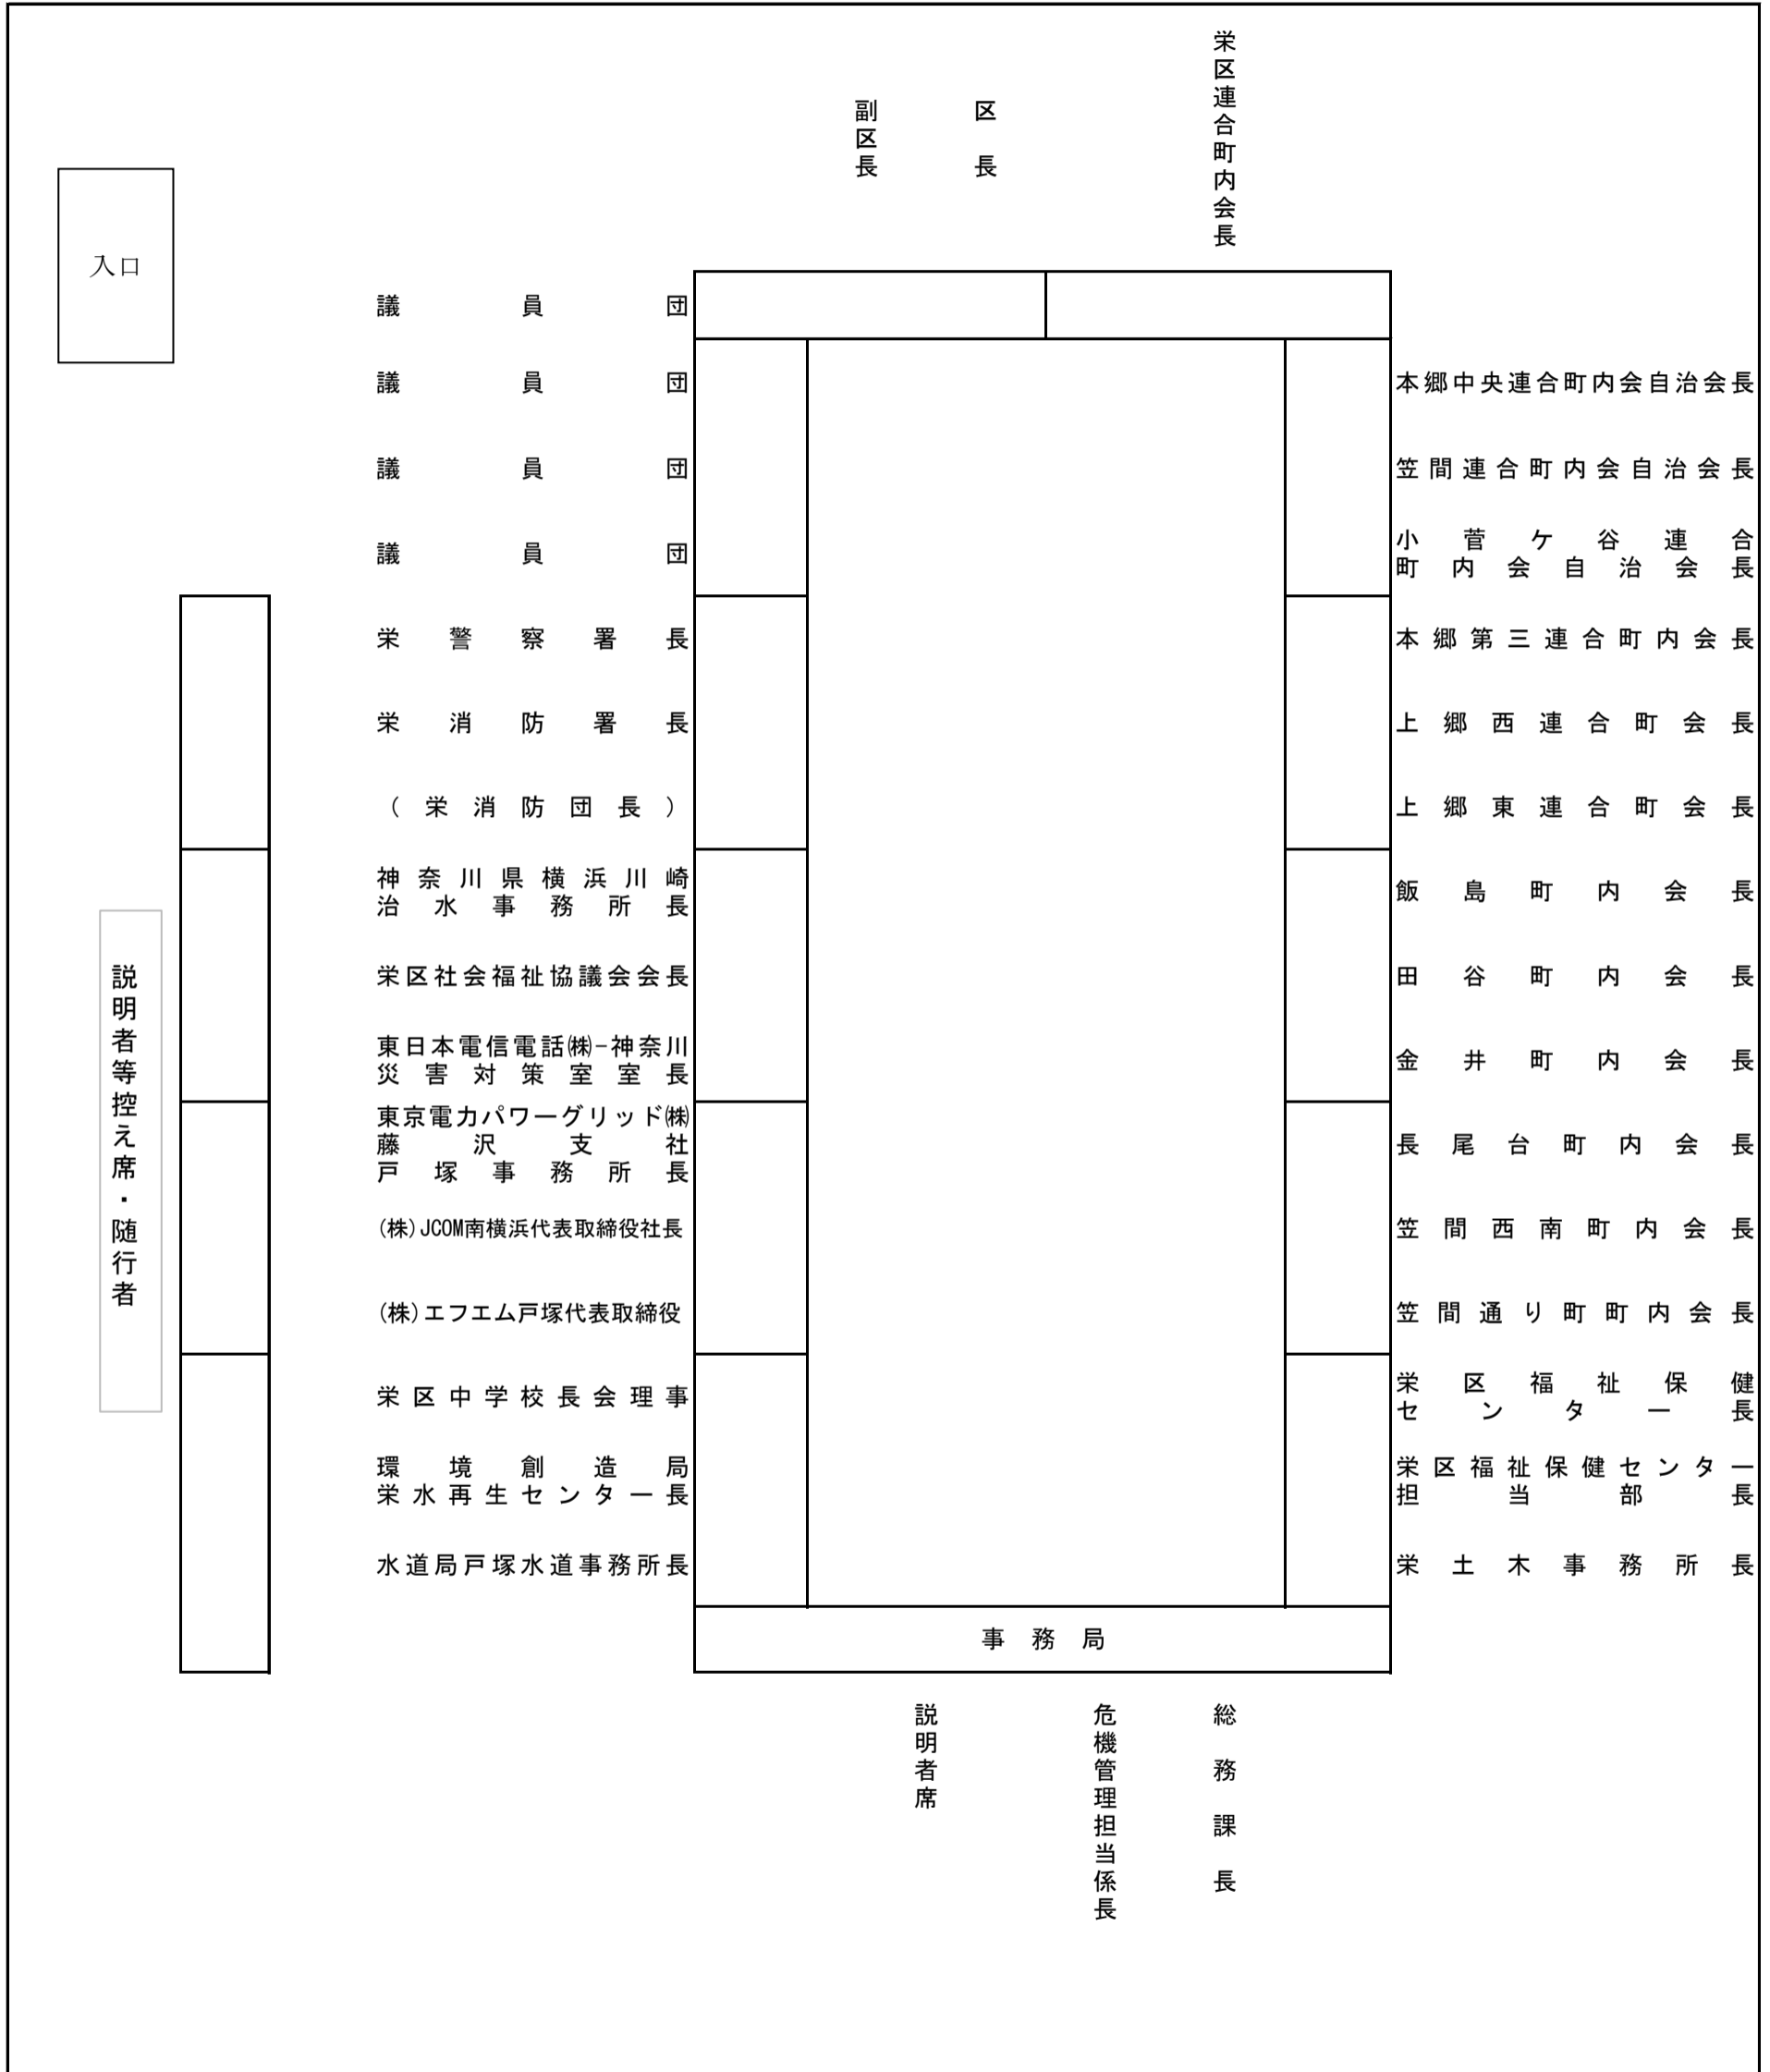 栄区連合町内会長
区長
副区長
入口
議員団
議員団
議員団
議員団
栄警察署長
栄消防署長
（栄消防団長）
神奈川県横浜川崎
治水事務所長
栄区社会福祉協議会会長
東日本電信電話㈱−神奈川
災害対策室室長
東京電力パワーグリッド㈱
藤沢支社
戸塚事務所長
(株)JCOM南横浜代表取締役社長
(株)エフエム戸塚代表取締役
栄区中学校長会理事
環境創造局
栄水再生センター長
水道局戸塚水道事務所長
本郷中央連合町内会自治会長
笠間連合町内会自治会長
小菅ケ谷連合
町内会自治会長
本郷第三連合町内会長
上郷西連合町会長
上郷東連合町会長
飯島町内会長
田谷町内会長
金井町内会長
長尾台町内会長
笠間西南町内会長
笠間通り町町内会長
栄区福祉保健
センター長
栄区福祉保健センター
担当部長
栄土木事務所長
説明者等控え席・随行者
事務局
総務課長
危機管理担当係長
説明者席